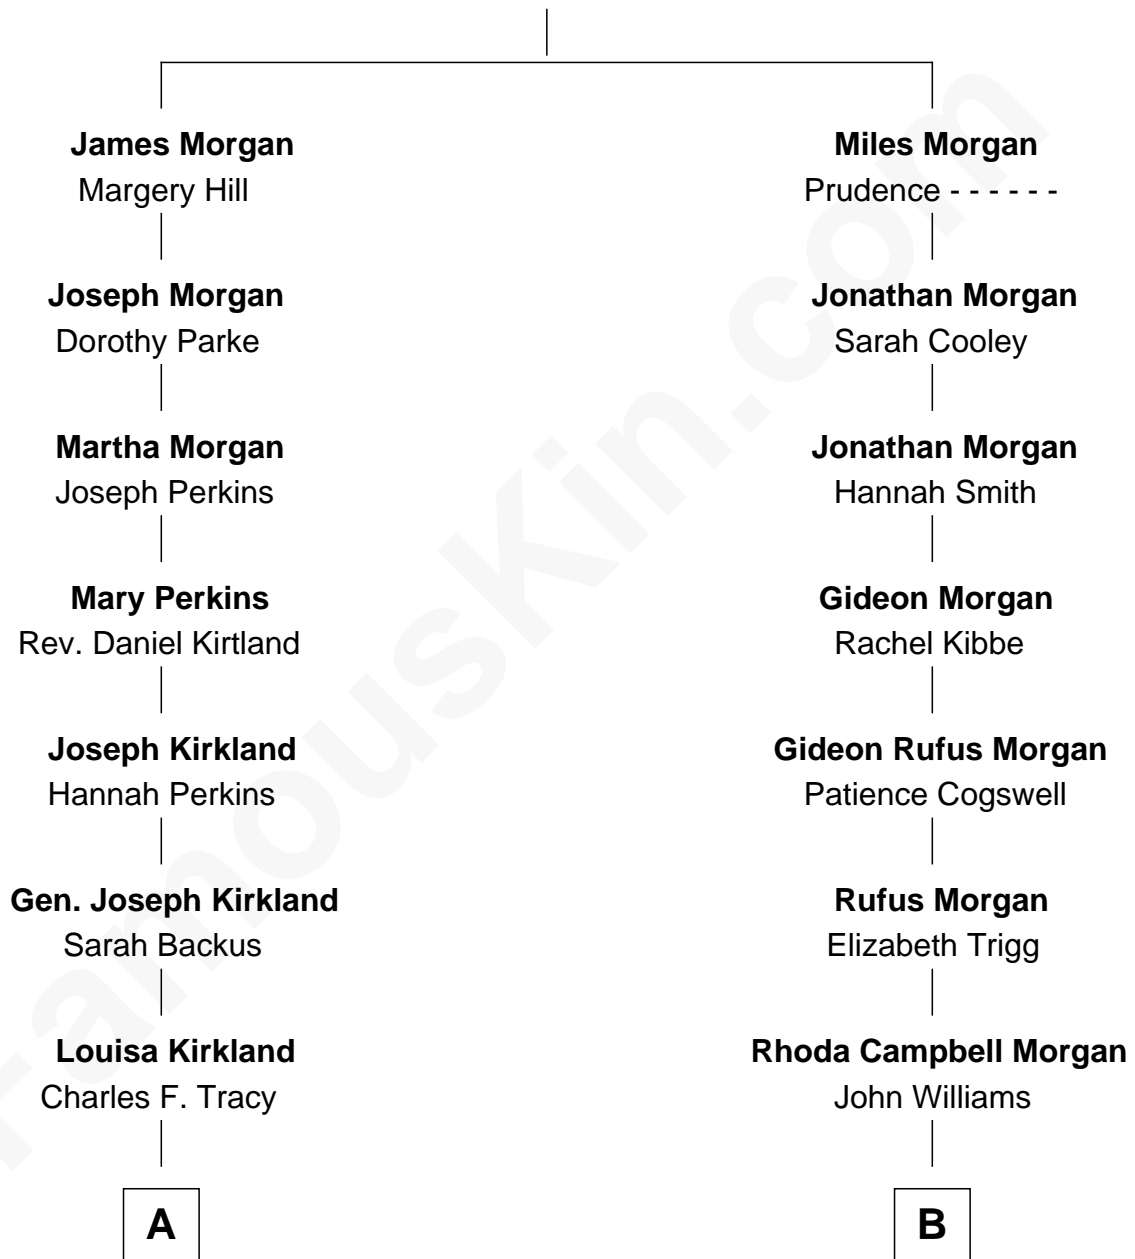 James Morgan
Margery Hill
Joseph Morgan
Dorothy Parke
Martha Morgan
Joseph Perkins
Mary Perkins
Rev. Daniel Kirtland
Joseph Kirkland
Hannah Perkins
Gen. Joseph Kirkland
Sarah Backus
Louisa Kirkland
Charles F. Tracy
A
Miles Morgan
Prudence - - - - - -
Jonathan Morgan
Sarah Cooley
Jonathan Morgan
Hannah Smith
Gideon Morgan
Rachel Kibbe
Gideon Rufus Morgan
Patience Cogswell
Rufus Morgan
Elizabeth Trigg
Rhoda Campbell Morgan
John Williams
B
FamousKin.com